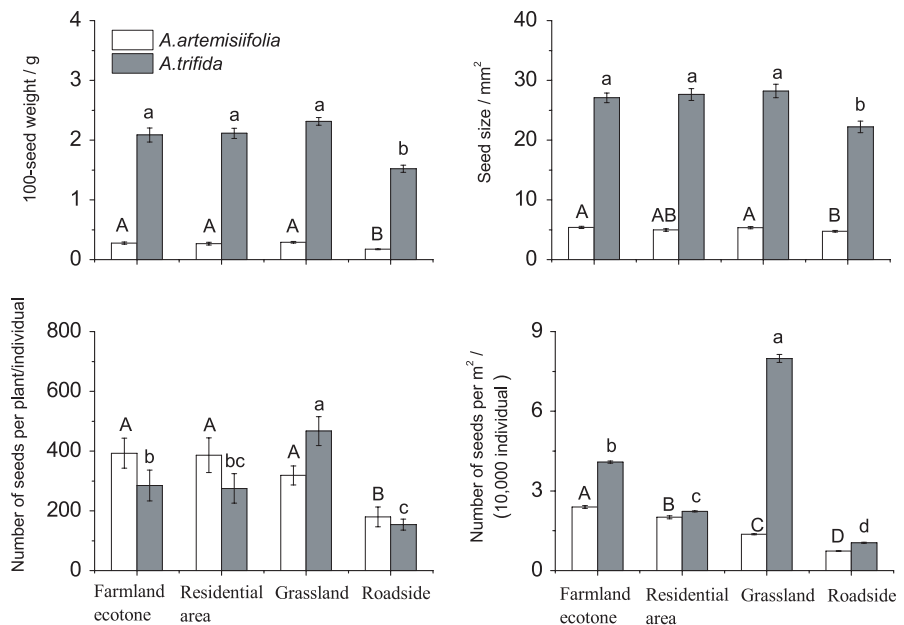 4
3
2
1
0
100-seed weight / g
A.artemisiifolia
A.trifida
a
a
a
b
A
A
A
B
40
30
20
10
0
Seed size / mm²
a
a
a
b
A
AB
A
B
800
600
400
200
0
Number of seeds per plant/individual
A
b
A
bc
A
a
B
c
Farmland ecotone
Residential area
Grassland
Roadside
9
6
3
0
Number of seeds per m² /
(10,000 individual )
A
b
B
c
C
a
D
d
Farmland ecotone
Residential area
Grassland
Roadside